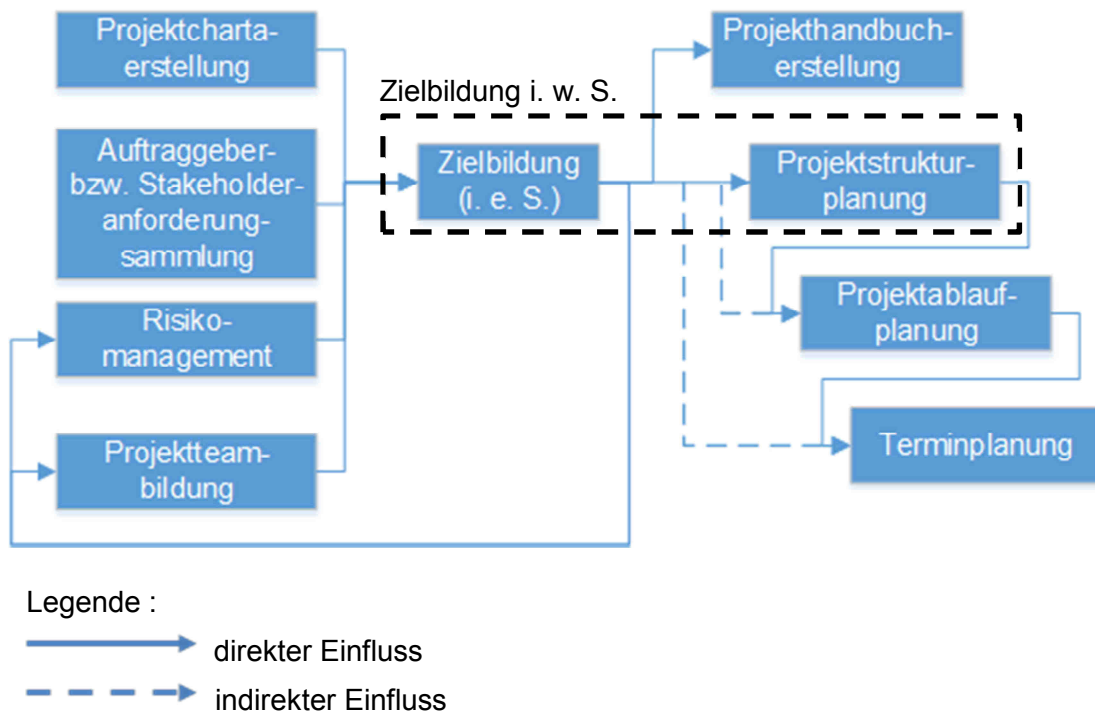 Projektcharta-
erstellung
Projekthandbuch-
erstellung
Zielbildung i. w. S.
Auftraggeber-
bzw. Stakeholder-
anforderung-
sammlung
Zielbildung
(i. e. S.)
Projektstruktur-
planung
Risiko-
management
Projektablauf-
planung
Projektteam-
bildung
Terminplanung
Legende :
direkter Einfluss
indirekter Einfluss